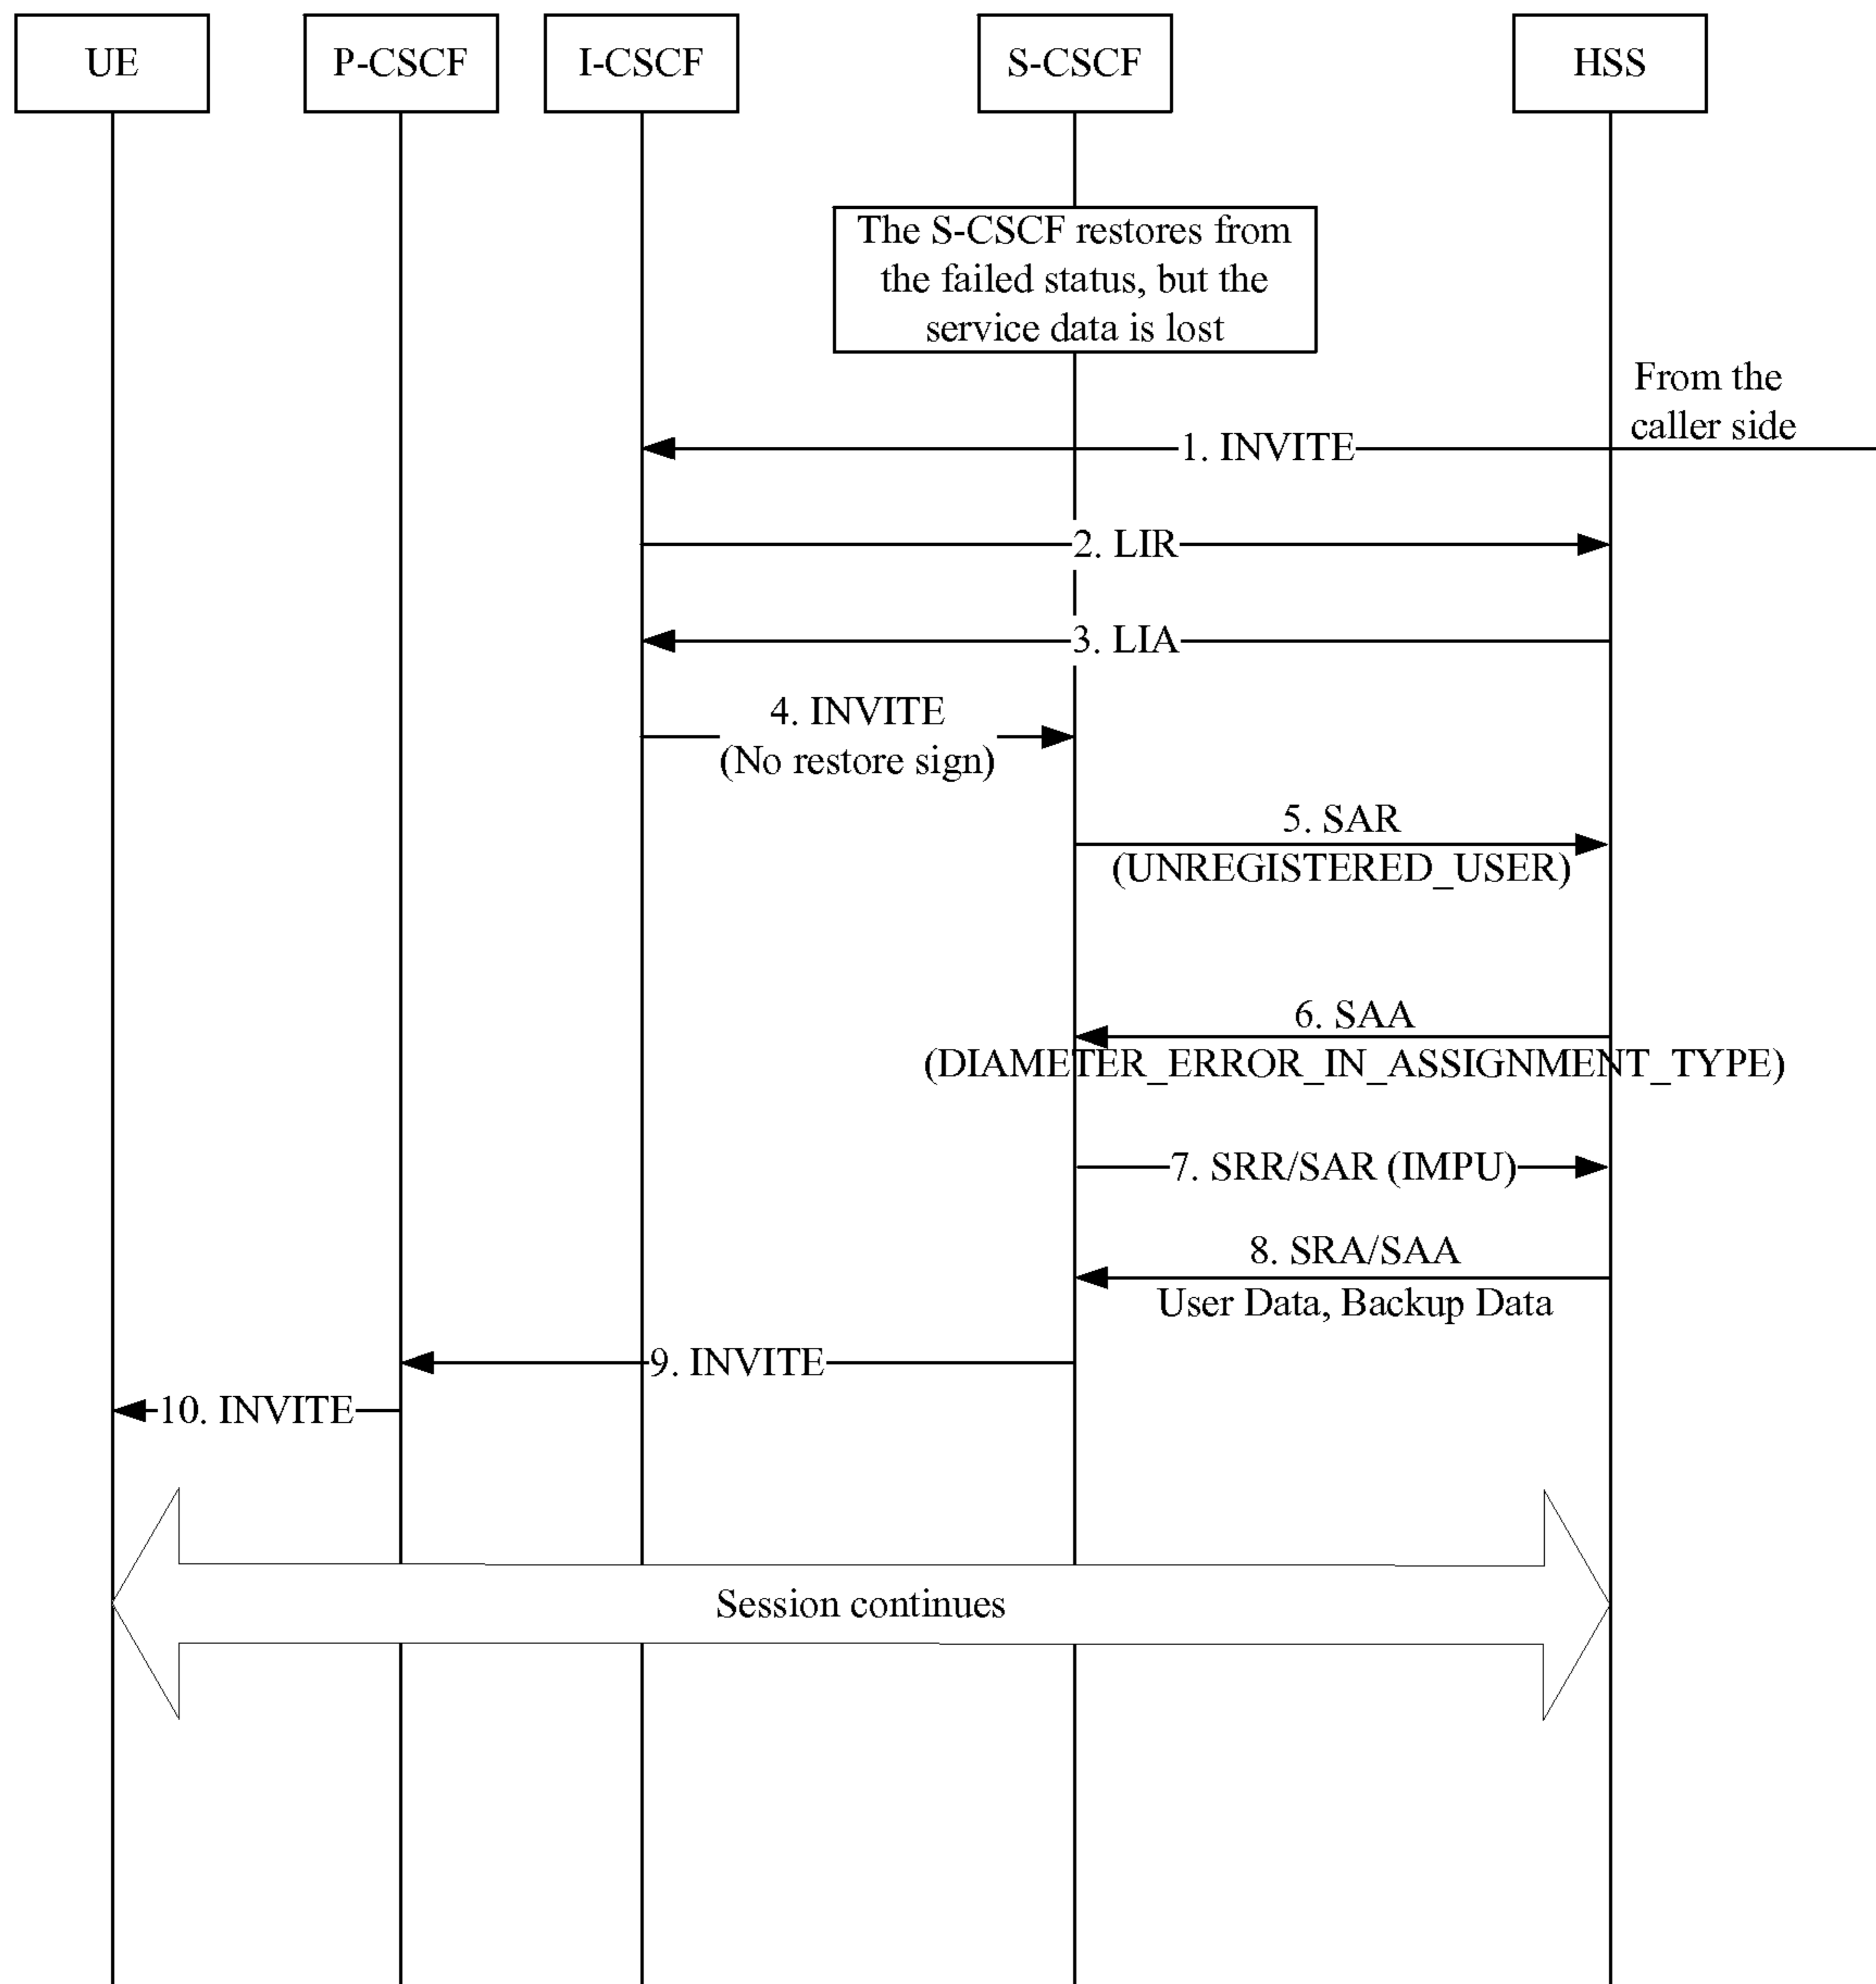 UE
P-CSCF
I-CSCF
S-CSCF
HSS
The S-CSCF restores from
the failed status, but the
service data is lost
From the
caller side
1. INVITE
2. LIR
3. LIA
4. INVITE
(No restore sign)
5. SAR
(UNREGISTERED_USER)
6. SAA
(DIAMETER_ERROR_IN_ASSIGNMENT_TYPE)
7. SRR/SAR (IMPU)
8. SRA/SAA
User Data, Backup Data
9. INVITE
10. INVITE
Session continues